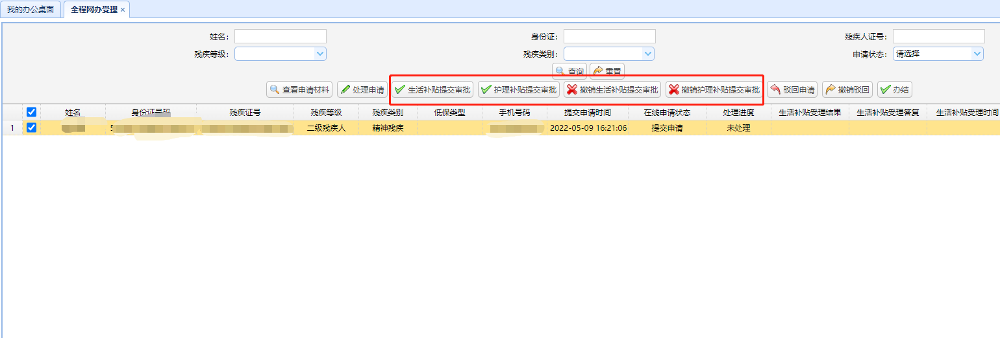 我的办公桌面 全程网办受理 ×
姓名： 身份证： 残疾人证号：
残疾等级： 残疾类别： 申请状态： 请选择
查询 重置
查看申请材料 处理申请 生活补贴提交审批 护理补贴提交审批 撤销生活补贴提交审批 撤销护理补贴提交审批 驳回申请 撤销驳回 办结
姓名 身份证号码 残疾证号 残疾等级 残疾类别 低保类型 手机号码 提交申请时间 在线申请状态 处理进度 生活补贴受理结果 生活补贴受理答复 生活补贴受理时间
1 5 二级残疾人 精神残疾 2022-05-09 16:21:06 提交申请 未处理